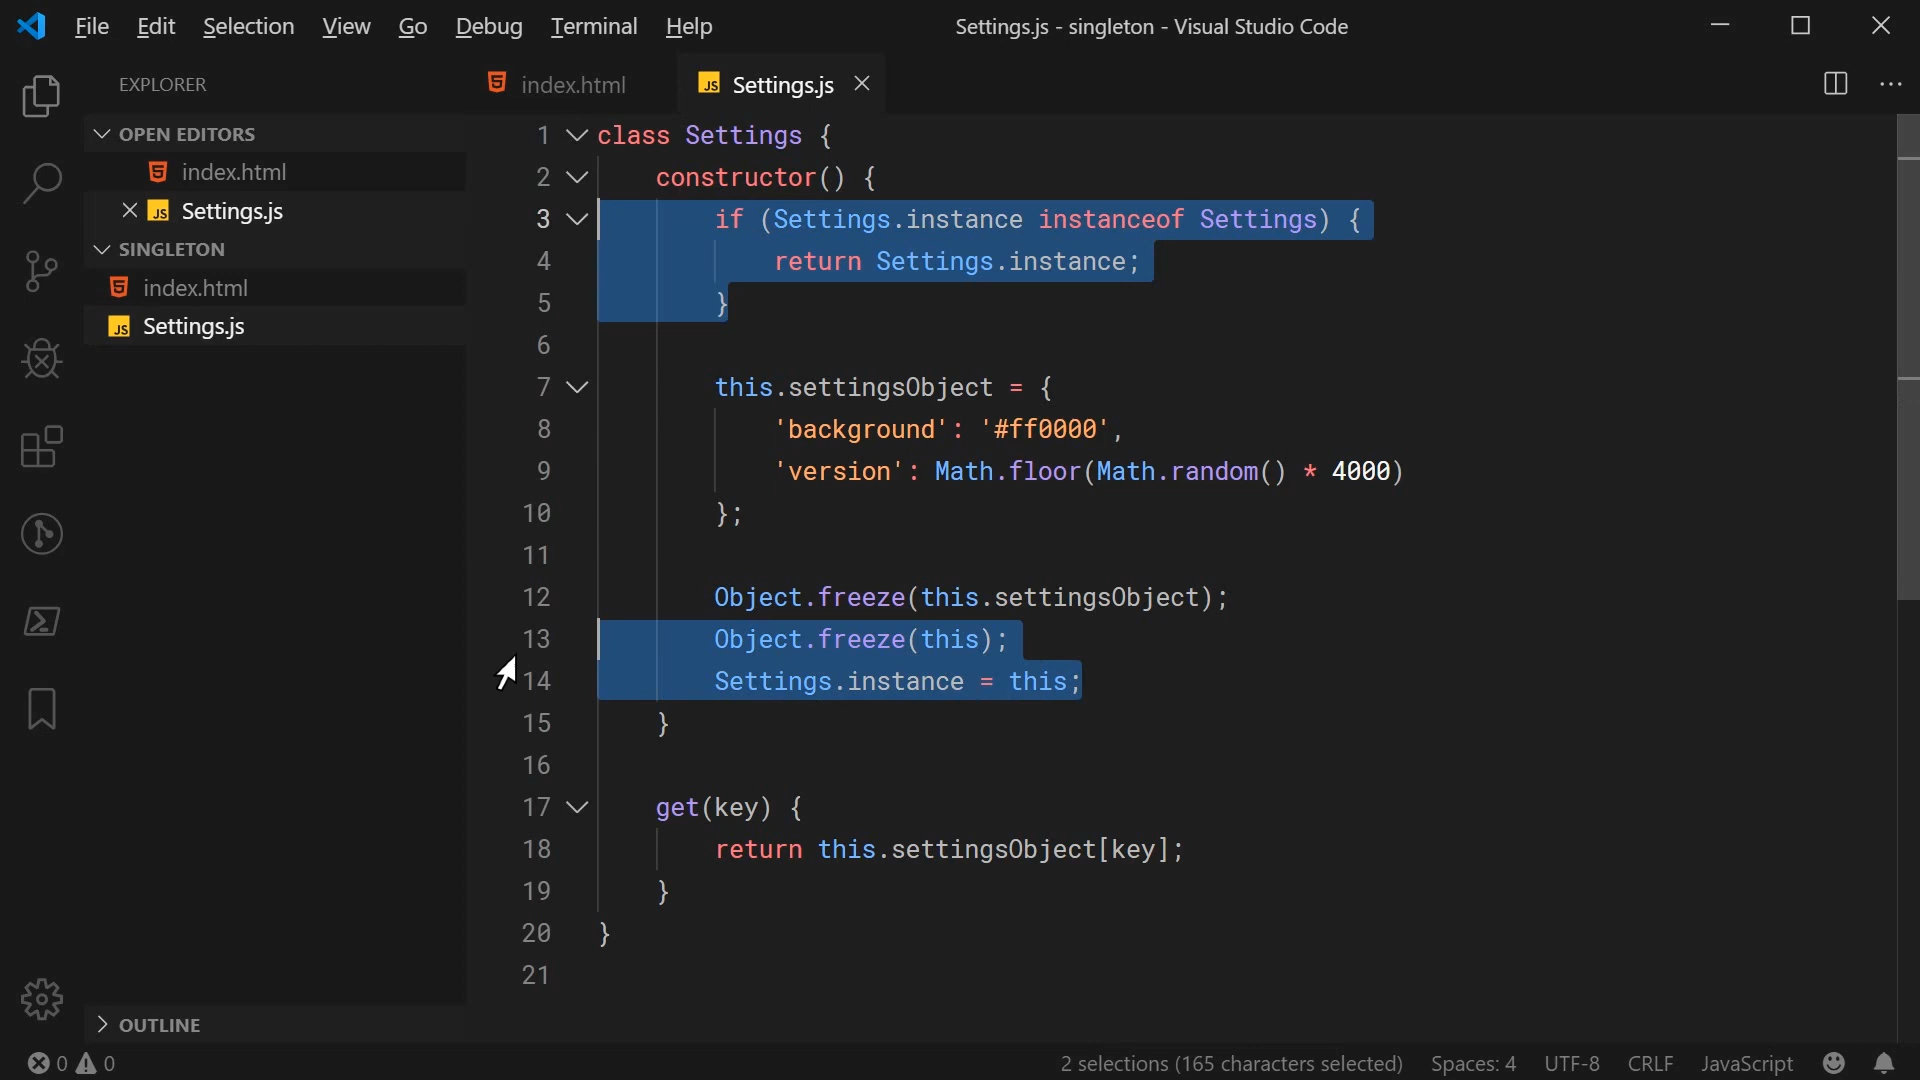 File Edit Selection View Go Debug Terminal Help
Settings.js - singleton - Visual Studio Code
EXPLORER
OPEN EDITORS
index.html
JS Settings.js
SINGLETON
index.html
JS Settings.js
OUTLINE
index.html
JS Settings.js
1 class Settings {
2     constructor() {
3         if (Settings.instance instanceof Settings) {
4             return Settings.instance;
5         }
6
7         this.settingsObject = {
8             'background': '#ff0000',
9             'version': Math.floor(Math.random() * 4000)
10         };
11
12         Object.freeze(this.settingsObject);
13         Object.freeze(this);
14         Settings.instance = this;
15     }
16
17     get(key) {
18         return this.settingsObject[key];
19     }
20 }
21
0 0
2 selections (165 characters selected) Spaces: 4 UTF-8 CRLF JavaScript